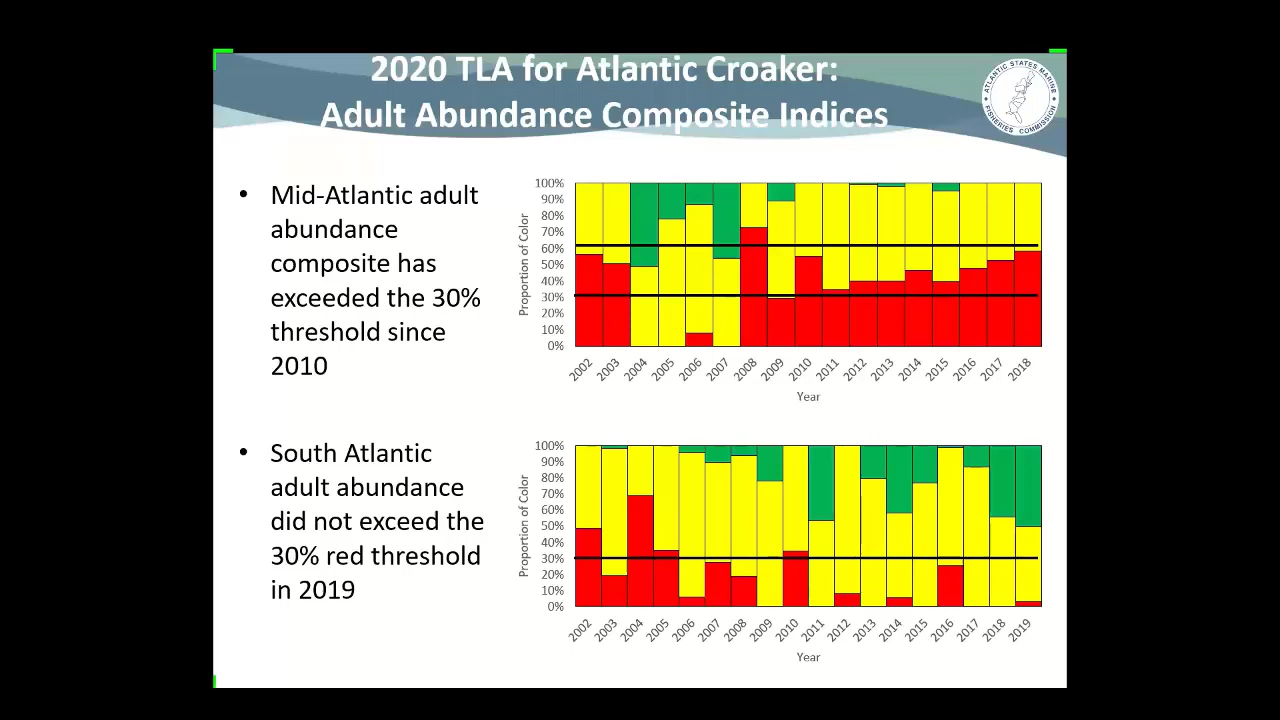 2020 TLA for Atlantic Croaker:
Adult Abundance Composite Indices
ATLANTIC STATES MARINE
FISHERIES COMMISSION
• Mid-Atlantic adult
abundance
composite has
exceeded the 30%
threshold since
2010
Proportion of Color
100%
90%
80%
70%
60%
50%
40%
30%
20%
10%
0%
2002 2003 2004 2005 2006 2007 2008 2009 2010 2011 2012 2013 2014 2015 2016 2017 2018
Year
• South Atlantic
adult abundance
did not exceed the
30% red threshold
in 2019
Proportion of Color
100%
90%
80%
70%
60%
50%
40%
30%
20%
10%
0%
2002 2003 2004 2005 2006 2007 2008 2009 2010 2011 2012 2013 2014 2015 2016 2017 2018 2019
Year